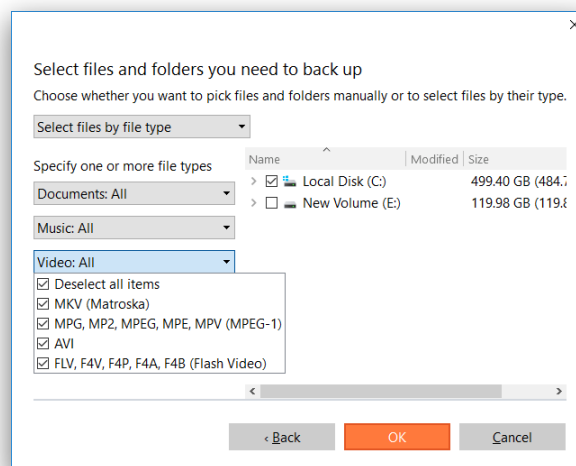 Select files and folders you need to back up
Choose whether you want to pick files and folders manually or to select files by their type.
Select files by file type
Specify one or more file types
Documents: All
Music: All
Video: All
Deselect all items
MKV (Matroska)
MPG, MP2, MPEG, MPE, MPV (MPEG-1)
AVI
FLV, F4V, F4P, F4A, F4B (Flash Video)
Name Modified Size
Local Disk (C:) 499.40 GB (484.7
New Volume (E:) 119.98 GB (119.8
‹ Back OK Cancel